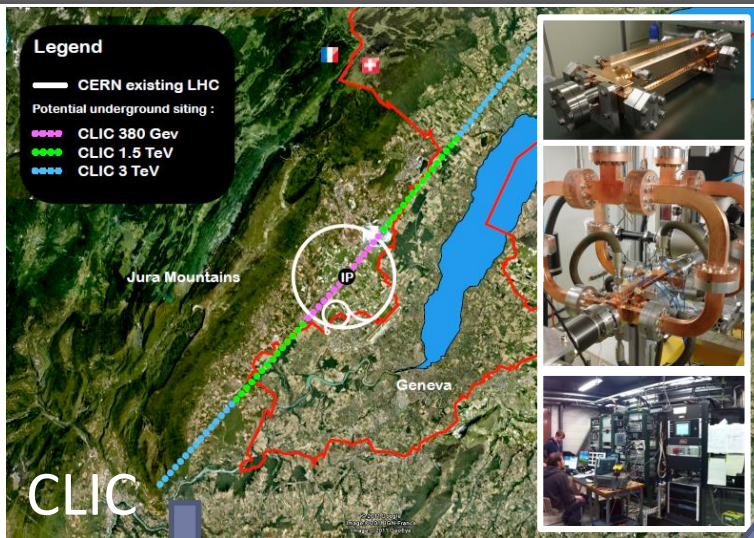 Legend
CERN existing LHC
Potential underground siting :
CLIC 380 Gev
CLIC 1.5 TeV
CLIC 3 TeV
Jura Mountains
IP
Geneva
CLIC